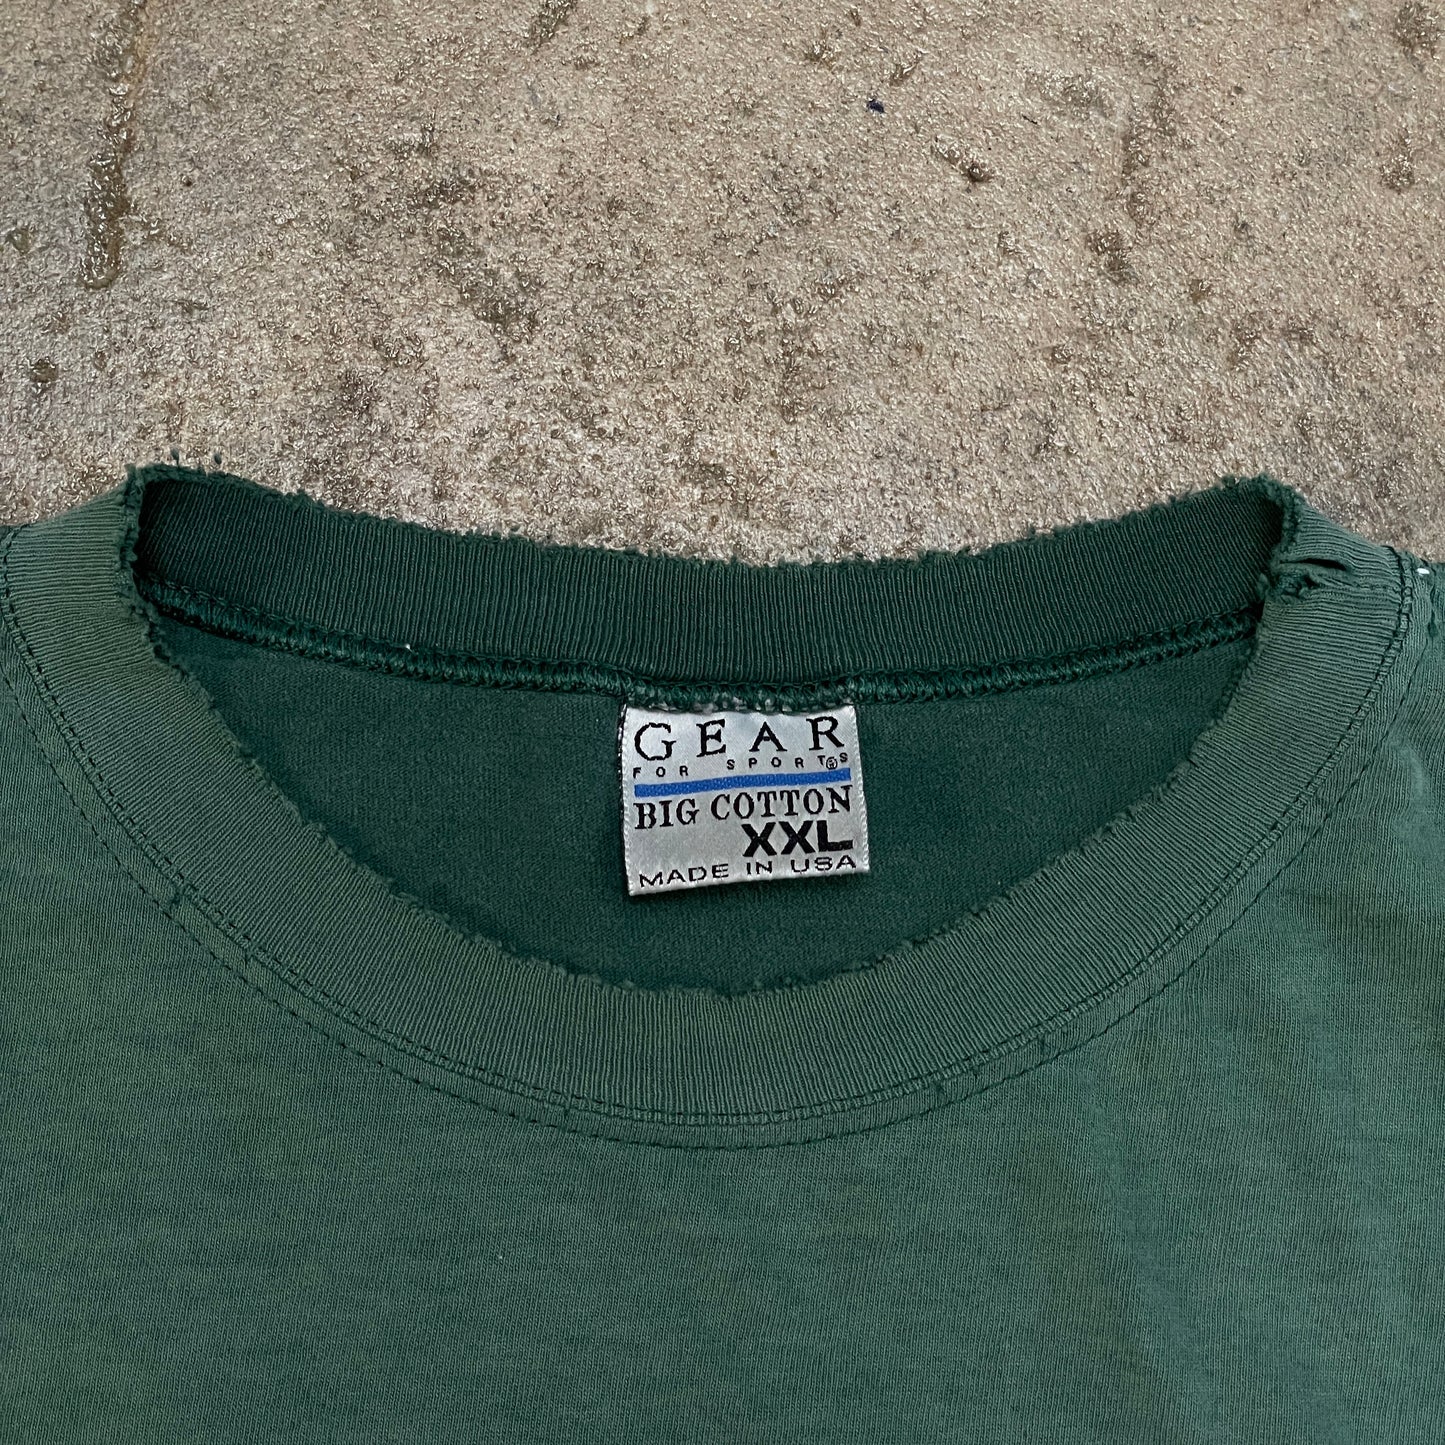 GEAR
FOR SPORTS®
BIG COTTON
XXL
MADE IN USA